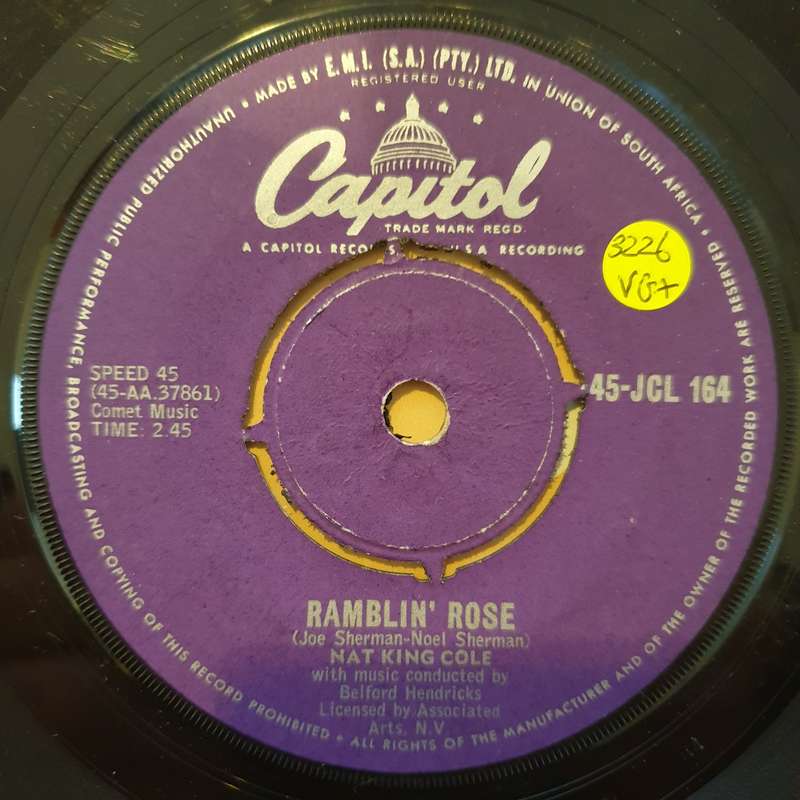 • MADE BY E.M.I. (S.A.) (PTY.) LTD. IN UNION OF SOUTH AFRICA •
REGISTERED USER
Capitol
TRADE MARK REGD
A CAPITOL U.S.A. RECORDING
3226
VG+
SPEED 45
(45-AA.37861)
Comet Music
TIME: 2.45
45-JCL 164
RAMBLIN' ROSE
(Joe Sherman-Noel Sherman)
NAT KING COLE
with music conducted by
Belford Hendricks
Licensed by Associated
Arts, N.V.
• ALL RIGHTS OF THE MANUFACTURER AND OF THE OWNER OF THE RECORDED WORK ARE RESERVED •
UNAUTHORIZED PUBLIC PERFORMANCE, BROADCASTING AND COPYING OF THIS RECORD PROHIBITED